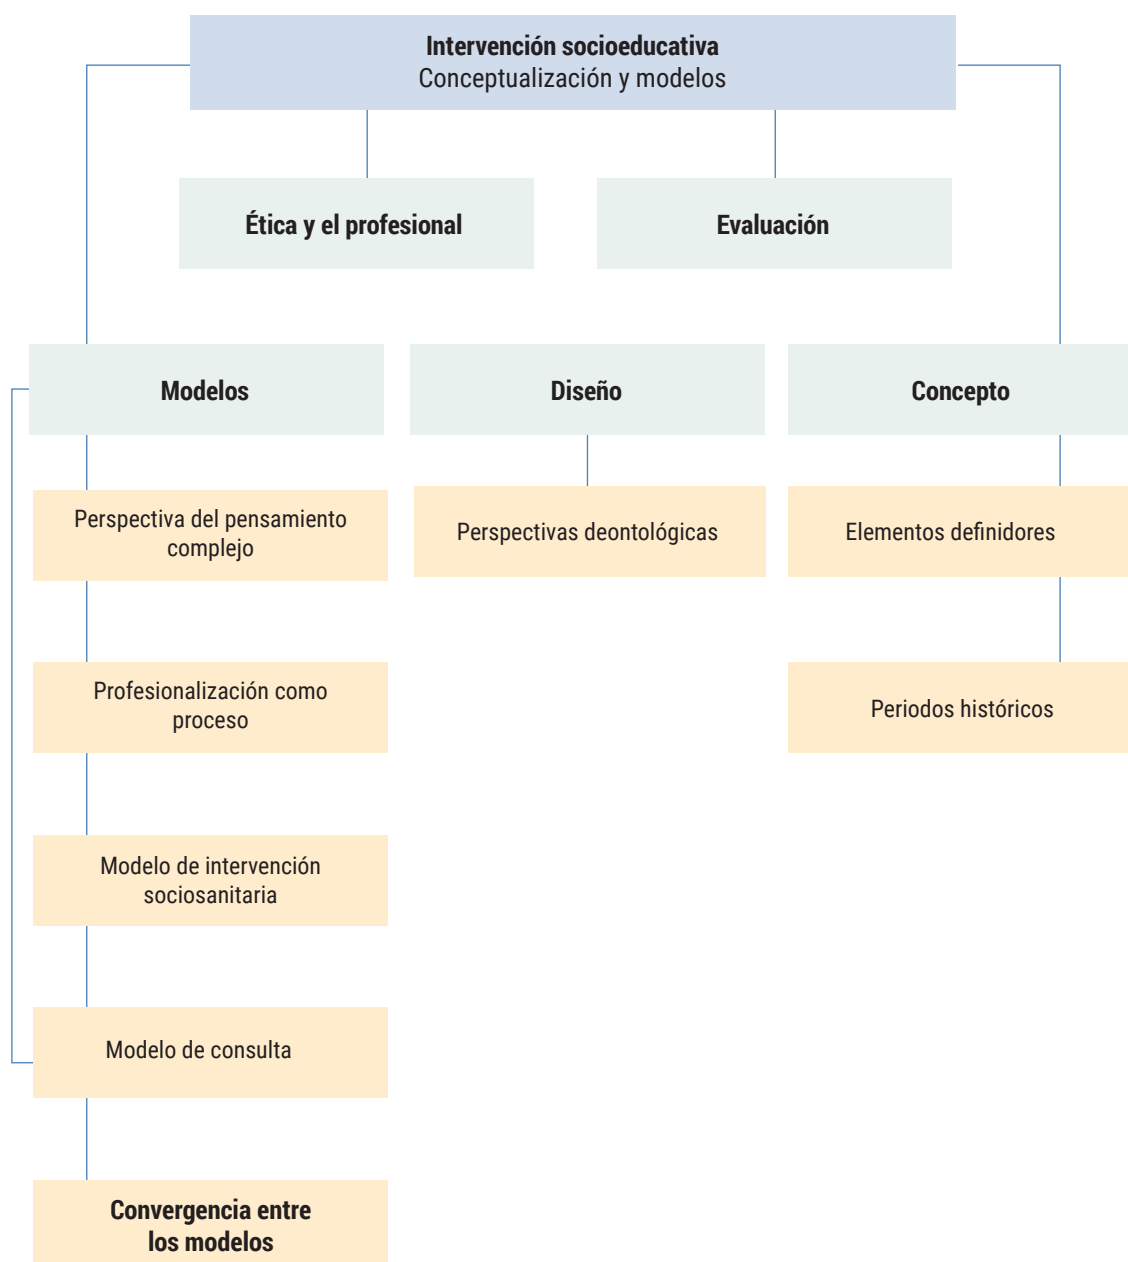 Intervención socioeducativa
Conceptualización y modelos
Ética y el profesional
Evaluación
Modelos
Diseño
Concepto
Perspectiva del pensamiento
complejo
Perspectivas deontológicas
Elementos definidores
Profesionalización como
proceso
Periodos históricos
Modelo de intervención
sociosanitaria
Modelo de consulta
Convergencia entre
los modelos